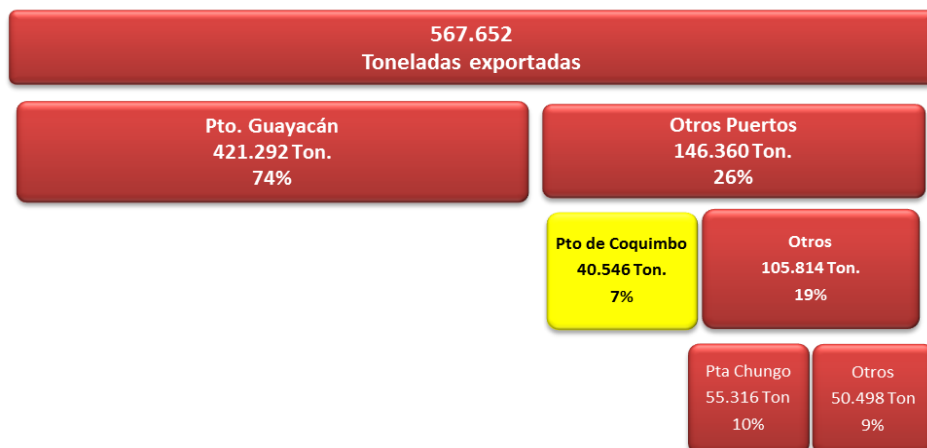 567.652
Toneladas exportadas
Pto. Guayacán
421.292 Ton.
74%
Otros Puertos
146.360 Ton.
26%
Pto de Coquimbo
40.546 Ton.
7%
Otros
105.814 Ton.
19%
Pta Chungo
55.316 Ton
10%
Otros
50.498 Ton
9%